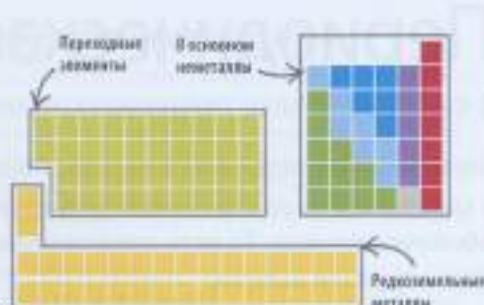 Переходные
элементы
В основном
неметаллы
Редкоземельные
металлы